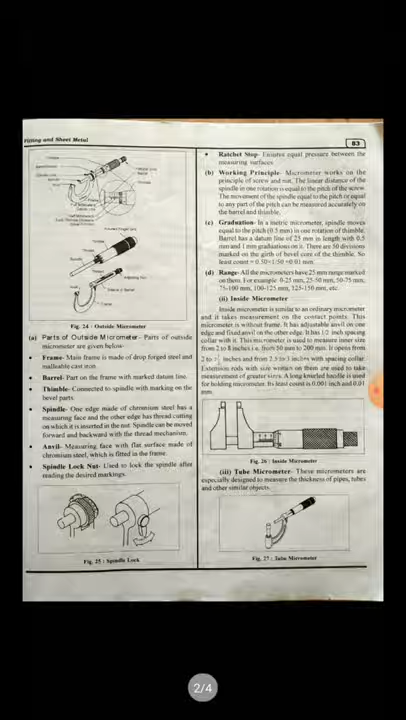 Fitting and Sheet Metal
83
Fig. 24 : Outside Micrometer
(a) Parts of Outside Micrometer- Parts of outside
micrometer are given below-
• Frame- Main frame is made of drop forged steel and
malleable cast iron.
• Barrel- Part on the frame with marked datum line.
• Thimble- Connected to spindle with marking on the
bevel parts.
• Spindle- One edge made of chromium steel has a
measuring face and the other edge has thread cutting
on which it is inserted in the nut. Spindle can be moved
forward and backward with the thread mechanism.
• Anvil- Measuring face with flat surface made of
chromium steel, which is fitted in the frame.
• Spindle Lock Nut- Used to lock the spindle after
reading the desired markings.
Fig. 25 : Spindle Lock
• Ratchet Stop- Ensures equal pressure between the
measuring surfaces.
(b) Working Principle- Micrometer works on the
principle of screw and nut. The linear distance of the
spindle in one rotation is equal to the pitch of the screw.
The movement of the spindle equal to the pitch or equal
to any part of the pitch can be measured accurately on
the barrel and thimble.
(c) Graduation- In a metric micrometer, spindle moves
equal to the pitch (0.5 mm) in one rotation of thimble.
Barrel has a datum line of 25 mm in length with 0.5
mm and 1 mm graduations on it. There are 50 divisions
marked on the girth of bevel cone of the thimble. So
least count = 0.50×1/50 =0.01 mm
(d) Range- All the micrometers have 25 mm range marked
on them. For example 0-25 mm, 25-50 mm, 50-75 mm,
75-100 mm, 100-125 mm, 125-150 mm, etc.
(ii) Inside Micrometer
Inside micrometer is similar to an ordinary micrometer
and it takes measurement on the contact points. This
micrometer is without frame. It has adjustable anvil on one
edge and fixed anvil on the other edge. It has 1/2 inch spacing
collar with it. This micrometer is used to measure inner size
from 2 to 8 inches i.e. from 50 mm to 200 mm. It opens from
2 to inches and from 2.5 to 3 inches with spacing collar.
Extension rods with size written on them are used to take
measurement of greater sizes. A long knurled handle is used
for holding micrometer. Its least count is 0.001 inch and 0.01
mm.
Fig. 26 : Inside Micrometer
(iii) Tube Micrometer- These micrometers are
especially designed to measure the thickness of pipes, tubes
and other similar objects.
Fig. 27 : Tube Micrometer
2/4